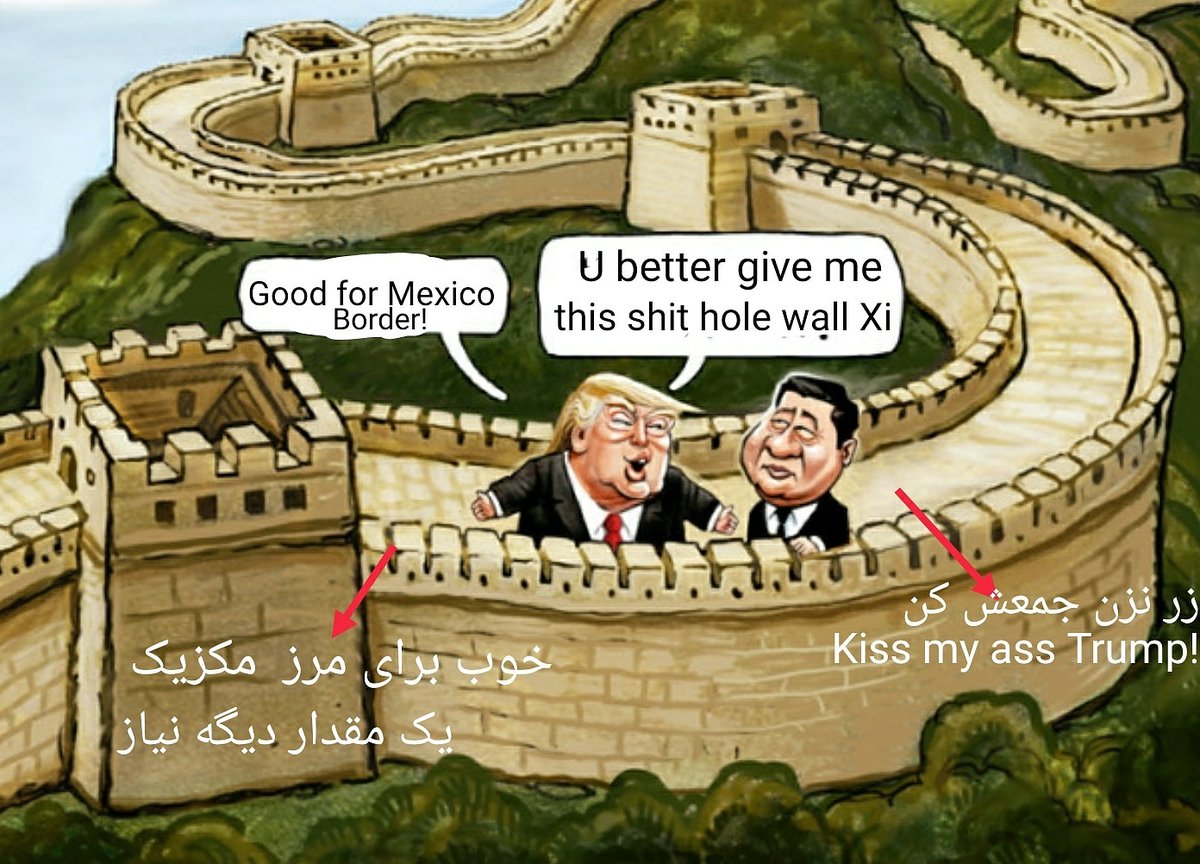 Good for Mexico
Border!
U better give me
this shit hole wall Xi
زر نزن جمعش کن
Kiss my ass Trump!
خوب برای مرز مکزیک
یک مقدار دیگه نیاز